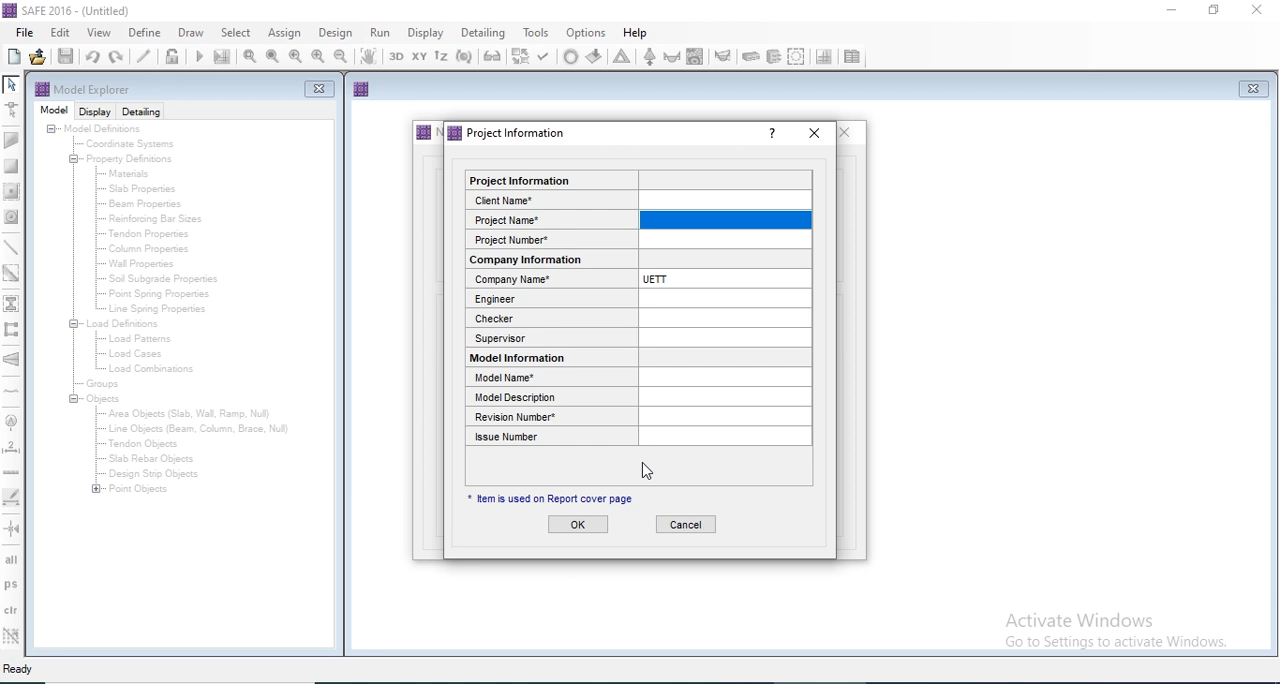 SAFE 2016 - (Untitled)
File Edit View Define Draw Select Assign Design Run Display Detailing Tools Options Help
3D XY
Model Explorer
Model Display Detailing
Model Definitions
Coordinate Systems
Property Definitions
Materials
Slab Properties
Beam Properties
Reinforcing Bar Sizes
Tendon Properties
Column Properties
Wall Properties
Soil Subgrade Properties
Point Spring Properties
Line Spring Properties
Load Definitions
Load Patterns
Load Cases
Load Combinations
Groups
Objects
Area Objects (Slab, Wall, Ramp, Null)
Line Objects (Beam, Column, Brace, Null)
Tendon Objects
Slab Rebar Objects
Design Strip Objects
Point Objects
all
ps
clr
Project Information ?
Project Information
Client Name*
Project Name*
Project Number*
Company Information
Company Name* UETT
Engineer
Checker
Supervisor
Model Information
Model Name*
Model Description
Revision Number*
Issue Number
* Item is used on Report cover page
OK Cancel
Activate Windows
Go to Settings to activate Windows.
Ready